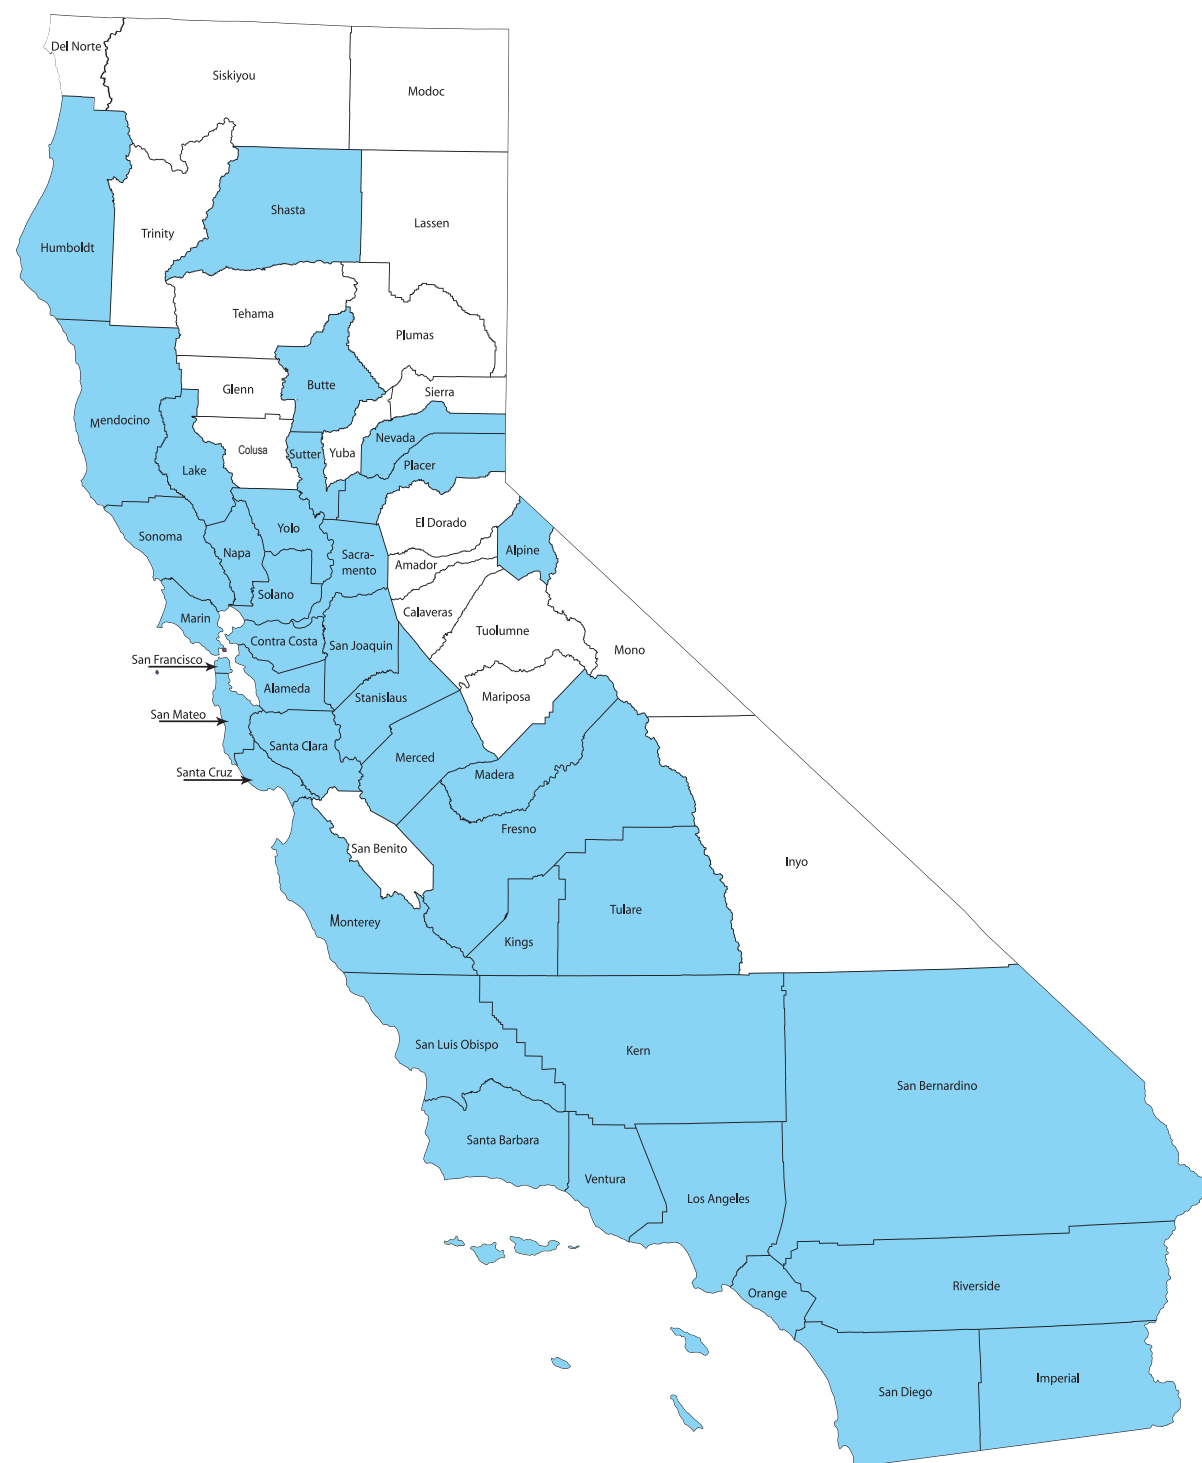 Del Norte
Siskiyou
Modoc
Shasta
Lassen
Trinity
Humboldt
Tehama
Plumas
Butte
Glenn
Sierra
Mendocino
Nevada
Colusa
Sutter
Yuba
Placer
Lake
El Dorado
Yolo
Sonoma
Napa
Sacra-
mento
Alpine
Amador
Solano
Calaveras
Marin
Tuolumne
Contra Costa
San Joaquin
Mono
San Francisco
Alameda
Stanislaus
Mariposa
San Mateo
Santa Clara
Merced
Santa Cruz
Madera
Fresno
San Benito
Inyo
Tulare
Monterey
Kings
San Luis Obispo
Kern
San Bernardino
Santa Barbara
Ventura
Los Angeles
Riverside
Orange
Imperial
San Diego